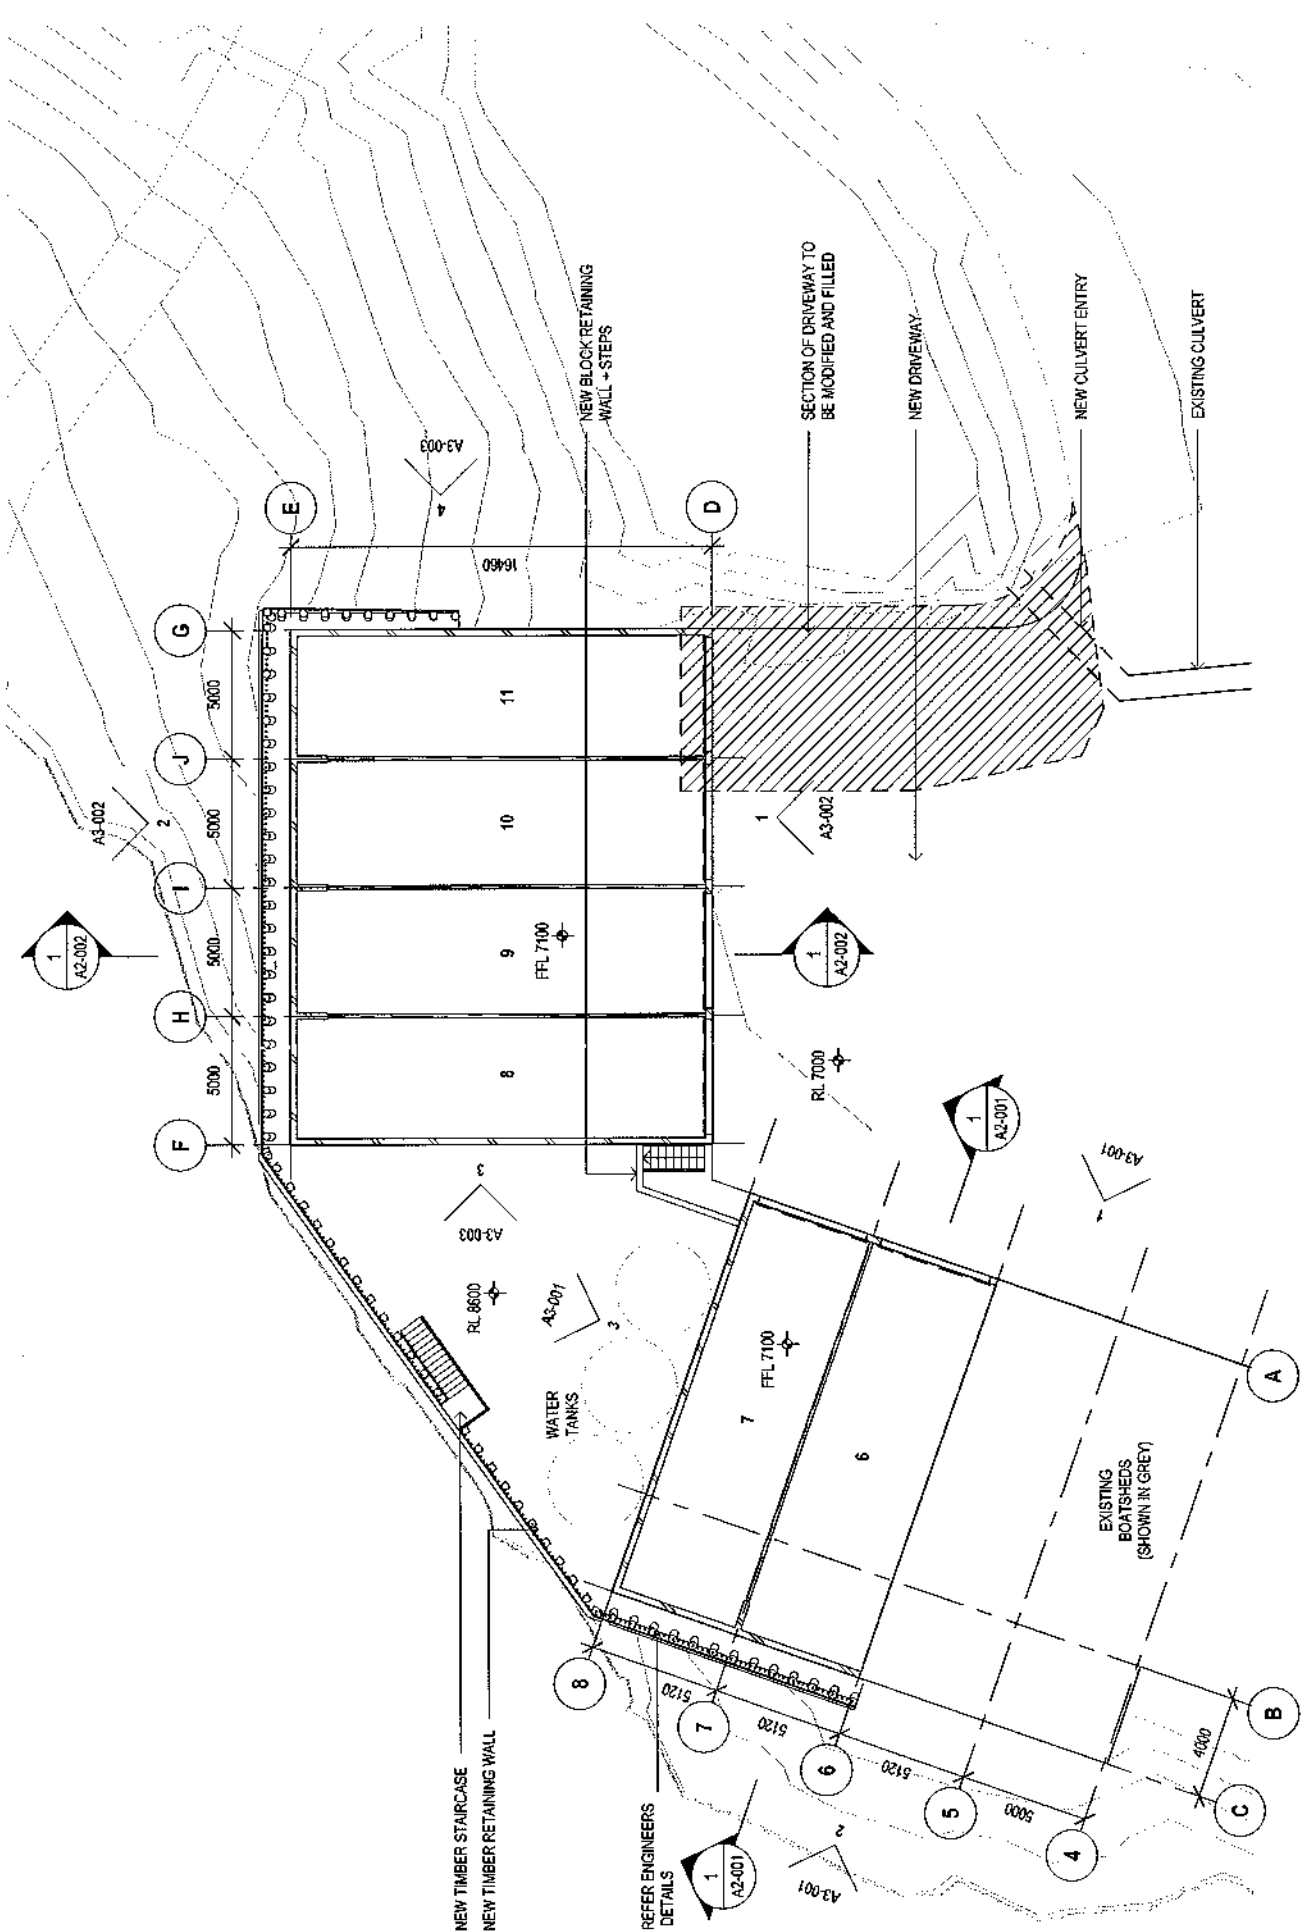 NEW BLOCK RETAINING
WALL + STEPS
SECTION OF DRIVEWAY TO
BE MODIFIED AND FILLED
NEW DRIVEWAY
NEW CULVERT ENTRY
EXISTING CULVERT
A3-003
4
E
D
16460
G
J
I
H
F
5000
5000
5000
5000
A3-002
2
1
A2-002
11
10
9
8
FFL 7100
1
A3-002
1
A2-002
RL 7000
1
A2-001
A3-001
1
3
A3-003
RL 8600
A3-001
3
WATER
TANKS
FFL 7100
7
6
EXISTING
BOATSHEDS
(SHOWN IN GREY)
A
B
C
4000
8
7
6
5
4
5120
5120
5120
5000
NEW TIMBER STAIRCASE
NEW TIMBER RETAINING WALL
REFER ENGINEERS
DETAILS
1
A2-001
2
A3-001